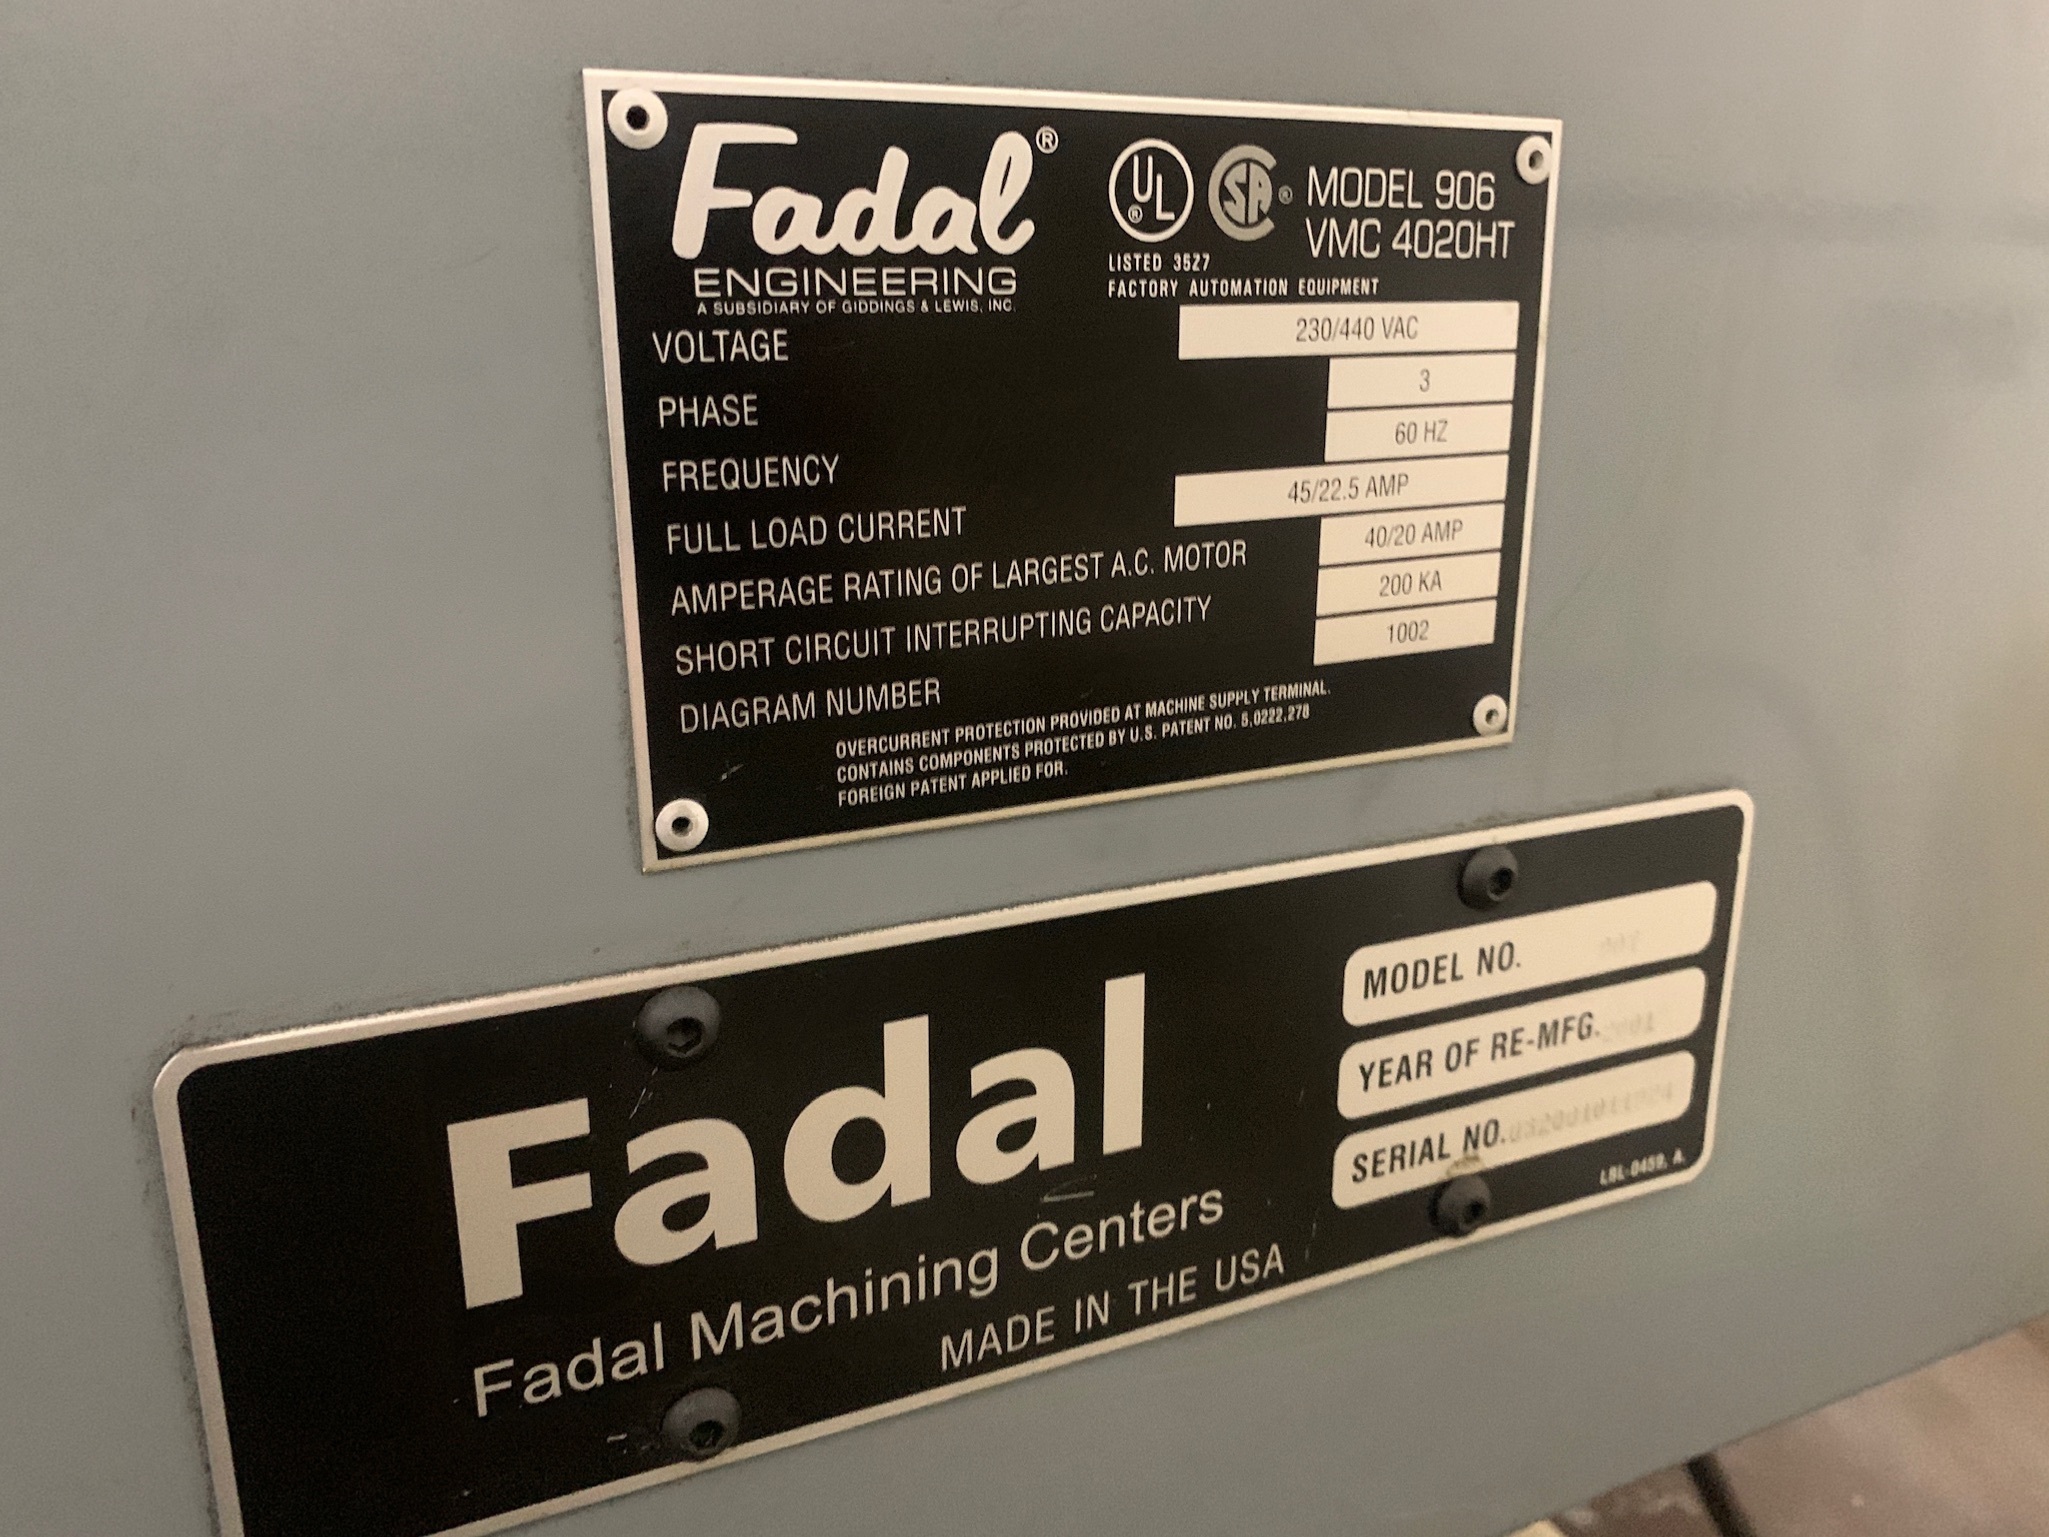 Fadal®
ENGINEERING
A SUBSIDIARY OF GIDDINGS & LEWIS, INC.
UL ® SA ® MODEL 906
VMC 4020HT
LISTED 35Z7
FACTORY AUTOMATION EQUIPMENT
VOLTAGE 230/440 VAC
PHASE 3
FREQUENCY 60 HZ
FULL LOAD CURRENT 45/22.5 AMP
AMPERAGE RATING OF LARGEST A.C. MOTOR 40/20 AMP
SHORT CIRCUIT INTERRUPTING CAPACITY 200 KA
DIAGRAM NUMBER 1002
OVERCURRENT PROTECTION PROVIDED AT MACHINE SUPPLY TERMINAL.
CONTAINS COMPONENTS PROTECTED BY U.S. PATENT NO. 5.0222.278
FOREIGN PATENT APPLIED FOR.
Fadal
Fadal Machining Centers
MADE IN THE USA
MODEL NO.
YEAR OF RE-MFG. 2001
SERIAL NO.
LBL-0459, A.